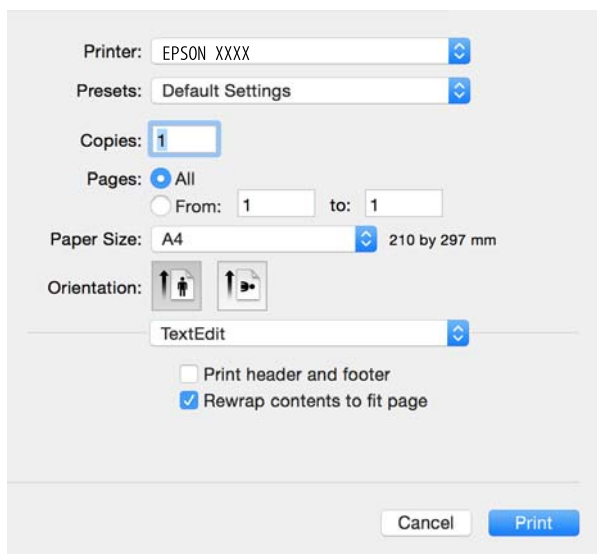 Printer: EPSON XXXX
Presets: Default Settings
Copies: 1
Pages: All
From: 1 to: 1
Paper Size: A4 210 by 297 mm
Orientation:
TextEdit
Print header and footer
Rewrap contents to fit page
Cancel Print